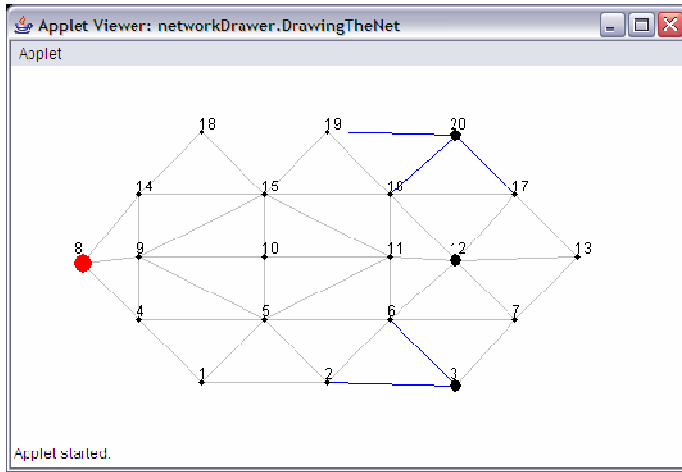 Applet Viewer: networkDrawer.DrawingTheNet
Applet
18 19 20
14 15 16 17
8 9 10 11 12 13
4 5 6 7
1 2 3
Applet started.